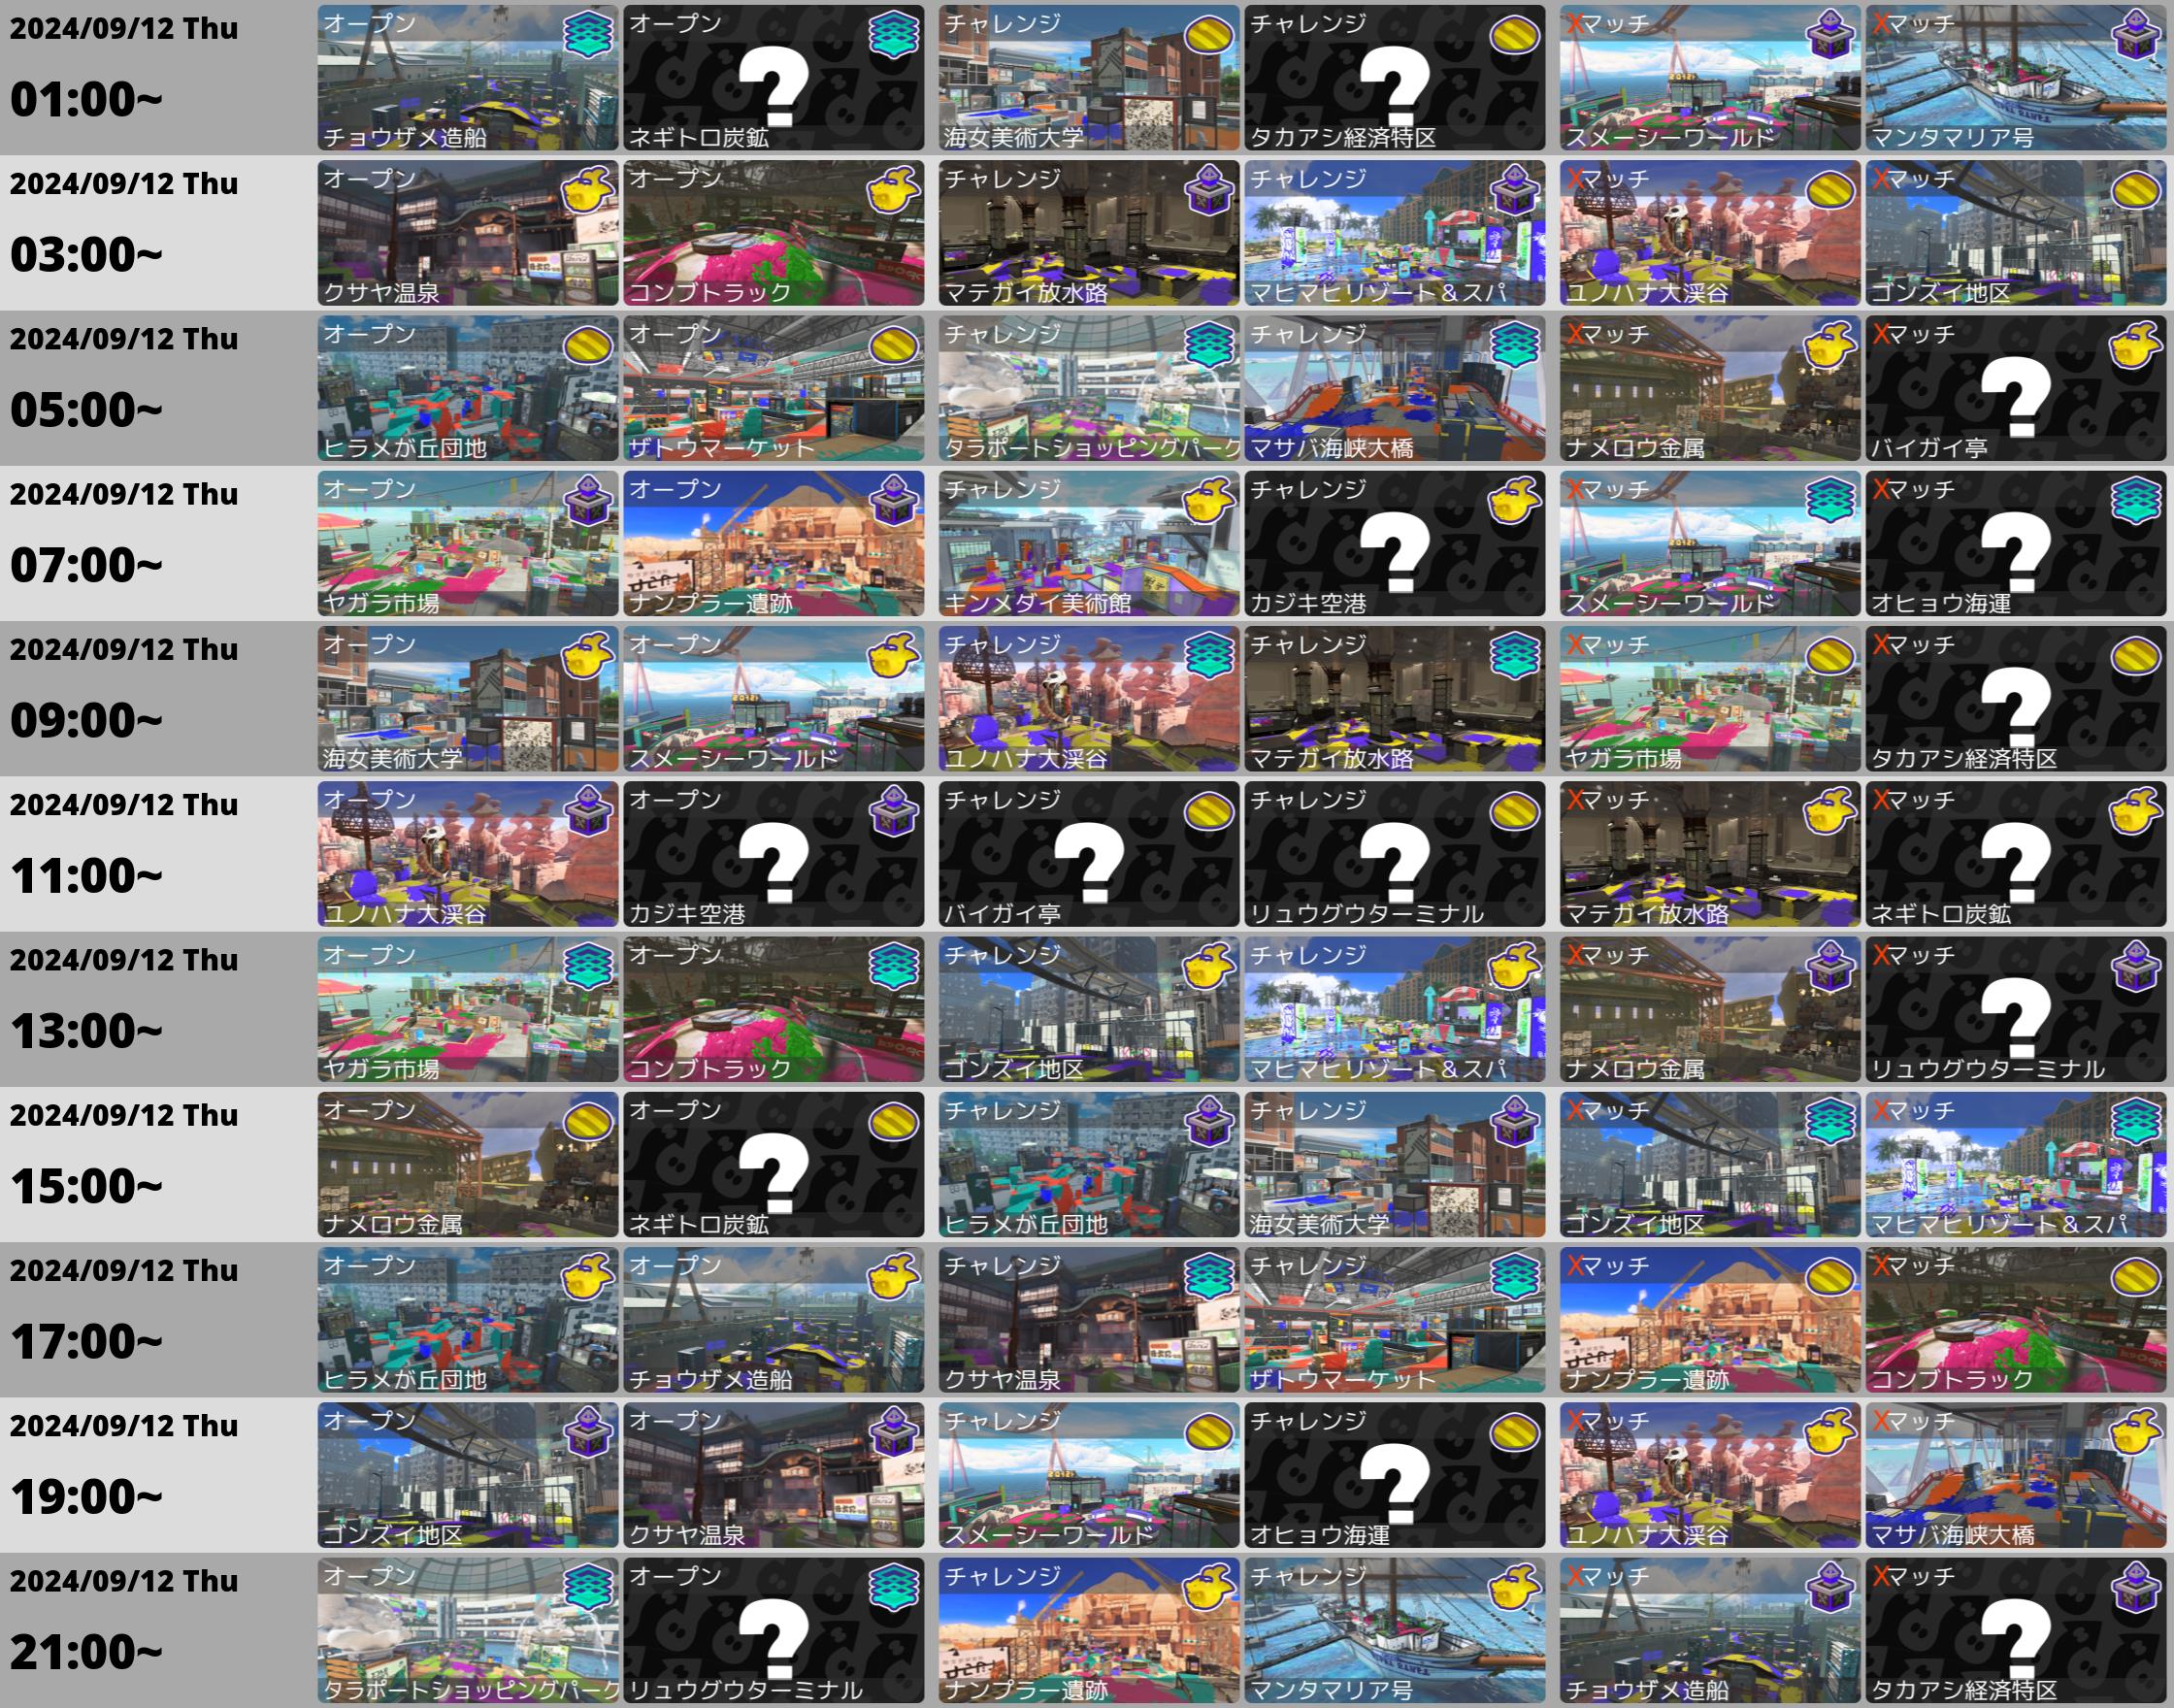 2024/09/12 Thu
01:00~
オープン
チョウザメ造船
オープン
ネギトロ炭鉱
チャレンジ
海女美術大学
チャレンジ
タカアシ経済特区
Xマッチ
スメーシーワールド
Xマッチ
マンタマリア号
2024/09/12 Thu
03:00~
オープン
クサヤ温泉
オープン
コンブトラック
チャレンジ
マテガイ放水路
チャレンジ
マヒマヒリゾート＆スパ
Xマッチ
ユノハナ大渓谷
Xマッチ
ゴンズイ地区
2024/09/12 Thu
05:00~
オープン
ヒラメが丘団地
オープン
ザトウマーケット
チャレンジ
タラポートショッピングパーク
チャレンジ
マサバ海峡大橋
Xマッチ
ナメロウ金属
Xマッチ
バイガイ亭
2024/09/12 Thu
07:00~
オープン
ヤガラ市場
オープン
ナンプラー遺跡
チャレンジ
キンメダイ美術館
チャレンジ
カジキ空港
Xマッチ
スメーシーワールド
Xマッチ
オヒョウ海運
2024/09/12 Thu
09:00~
オープン
海女美術大学
オープン
スメーシーワールド
チャレンジ
ユノハナ大渓谷
チャレンジ
マテガイ放水路
Xマッチ
ヤガラ市場
Xマッチ
タカアシ経済特区
2024/09/12 Thu
11:00~
オープン
ユノハナ大渓谷
オープン
カジキ空港
チャレンジ
バイガイ亭
チャレンジ
リュウグウターミナル
Xマッチ
マテガイ放水路
Xマッチ
ネギトロ炭鉱
2024/09/12 Thu
13:00~
オープン
ヤガラ市場
オープン
コンブトラック
チャレンジ
ゴンズイ地区
チャレンジ
マヒマヒリゾート＆スパ
Xマッチ
ナメロウ金属
Xマッチ
リュウグウターミナル
2024/09/12 Thu
15:00~
オープン
ナメロウ金属
オープン
ネギトロ炭鉱
チャレンジ
ヒラメが丘団地
チャレンジ
海女美術大学
Xマッチ
ゴンズイ地区
Xマッチ
マヒマヒリゾート＆スパ
2024/09/12 Thu
17:00~
オープン
ヒラメが丘団地
オープン
チョウザメ造船
チャレンジ
クサヤ温泉
チャレンジ
ザトウマーケット
Xマッチ
ナンプラー遺跡
Xマッチ
コンブトラック
2024/09/12 Thu
19:00~
オープン
ゴンズイ地区
オープン
クサヤ温泉
チャレンジ
スメーシーワールド
チャレンジ
オヒョウ海運
Xマッチ
ユノハナ大渓谷
Xマッチ
マサバ海峡大橋
2024/09/12 Thu
21:00~
オープン
タラポートショッピングパーク
オープン
リュウグウターミナル
チャレンジ
ナンプラー遺跡
チャレンジ
マンタマリア号
Xマッチ
チョウザメ造船
Xマッチ
タカアシ経済特区